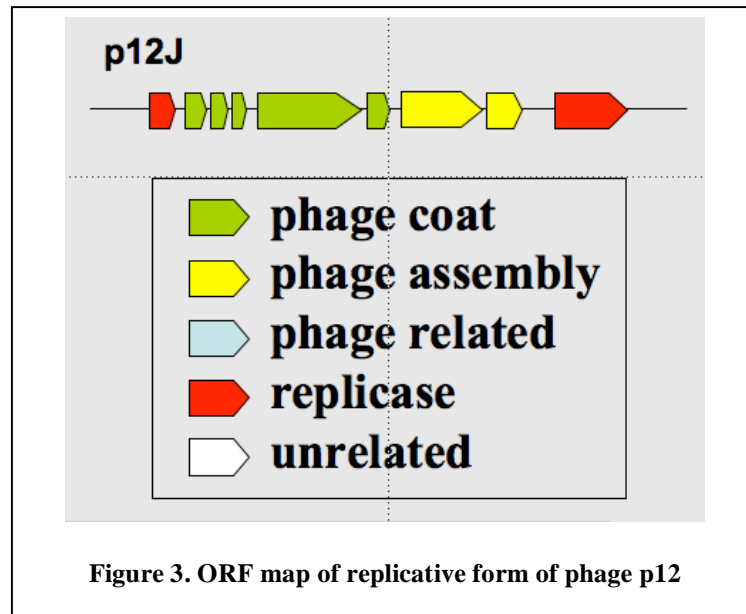 p12J
phage coat
phage assembly
phage related
replicase
unrelated
Figure 3. ORF map of replicative form of phage p12